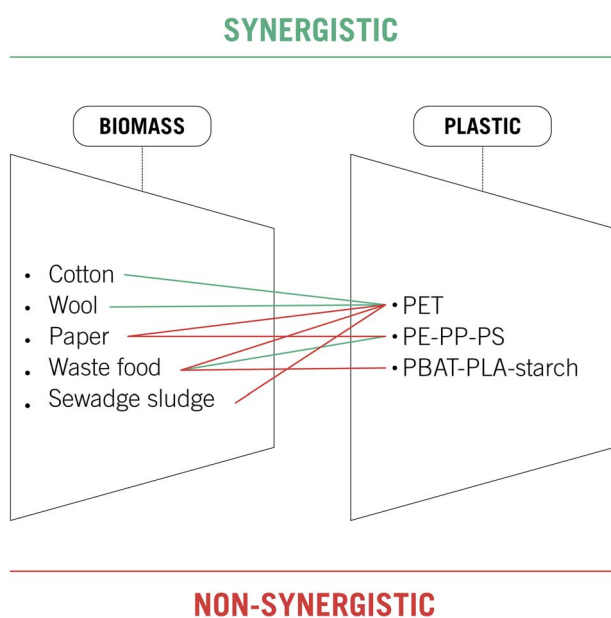 SYNERGISTIC
BIOMASS
PLASTIC
• Cotton
• Wool
• Paper
• Waste food
• Sewadge sludge
• PET
• PE-PP-PS
• PBAT-PLA-starch
NON-SYNERGISTIC